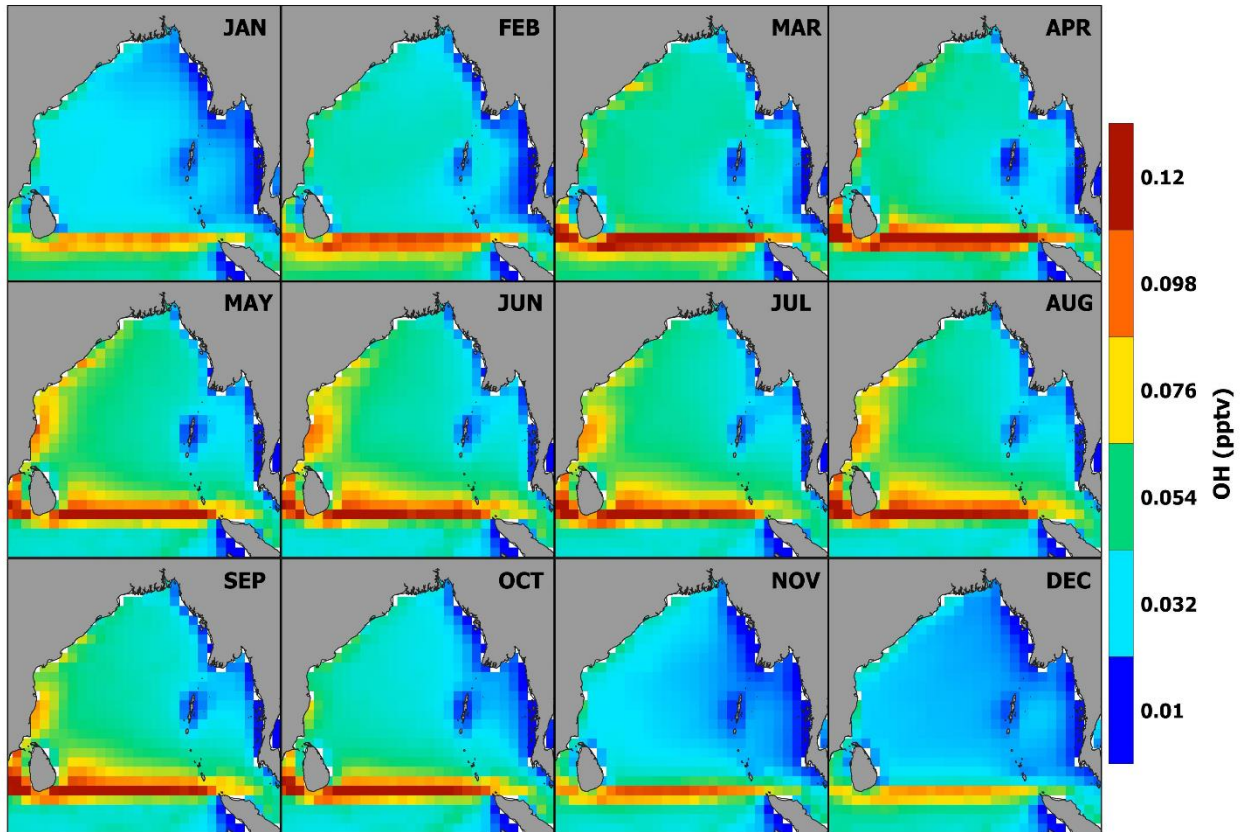 JAN
FEB
MAR
APR
MAY
JUN
JUL
AUG
SEP
OCT
NOV
DEC
0.12
0.098
0.076
0.054
0.032
0.01
OH (pptv)